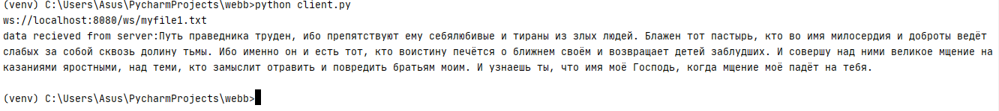 (venv) C:\Users\Asus\PycharmProjects\webb>python client.py
ws://localhost:8080/ws/myfile1.txt
data recieved from server:Путь праведника труден, ибо препятствуют ему себялюбивые и тираны из злых людей. Блажен тот пастырь, кто во имя милосердия и доброты ведёт
слабых за собой сквозь долину тьмы. Ибо именно он и есть тот, кто воистину печётся о ближнем своём и возвращает детей заблудших. И совершу над ними великое мщение на
казаниями яростными, над теми, кто замыслит отравить и повредить братьям моим. И узнаешь ты, что имя моё Господь, когда мщение моё падёт на тебя.
(venv) C:\Users\Asus\PycharmProjects\webb>